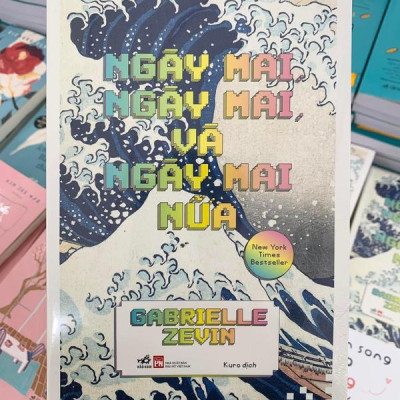 NGÀY MAI,
NGÀY MAI,
VÀ
NGÀY MAI
NỮA
New York
Times
Bestseller
GABRIELLE
ZEVIN
Kuro dịch